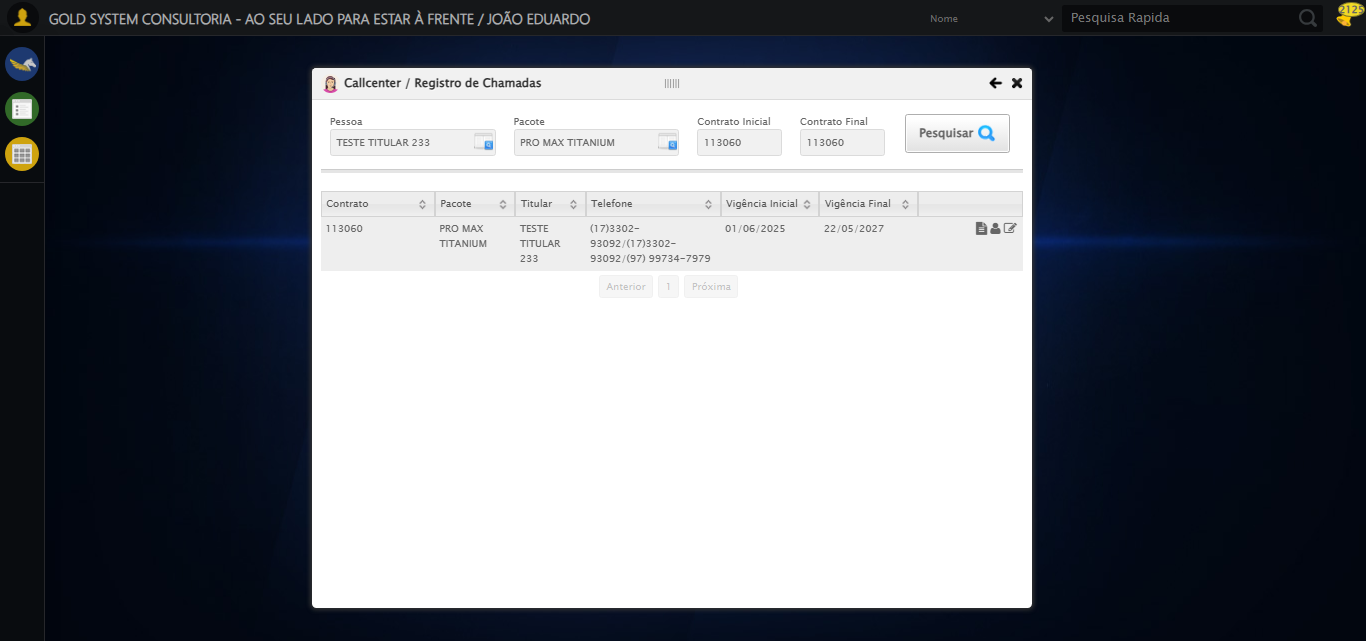 GOLD SYSTEM CONSULTORIA - AO SEU LADO PARA ESTAR À FRENTE / JOÃO EDUARDO
Nome
Pesquisa Rapida
2125
Callcenter / Registro de Chamadas
Pessoa
Pacote
Contrato Inicial
Contrato Final
TESTE TITULAR 233
PRO MAX TITANIUM
113060
113060
Pesquisar
Contrato
Pacote
Titular
Telefone
Vigência Inicial
Vigência Final
113060
PRO MAX
TITANIUM
TESTE
TITULAR
233
(17)3302-
93092/(17)3302-
93092/(97) 99734-7979
01/06/2025
22/05/2027
Anterior
1
Próxima